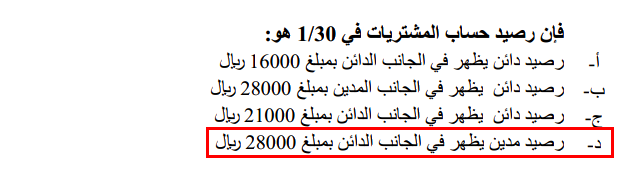 فإن رصيد حساب المشتريات في 1/30 هو:
أ- رصيد دائن يظهر في الجانب الدائن بمبلغ 16000 ريال
ب- رصيد دائن يظهر في الجانب المدين بمبلغ 28000 ريال
ج- رصيد دائن يظهر في الجانب الدائن بمبلغ 21000 ريال
د- رصيد مدين يظهر في الجانب الدائن بمبلغ 28000 ريال